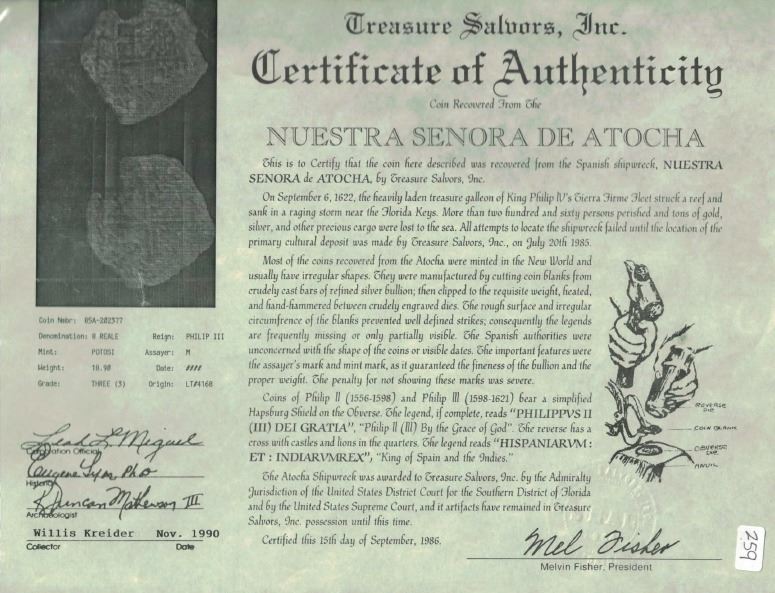 Treasure Salvors, Inc.
Certificate of Authenticity
Coin Recovered From The
NUESTRA SENORA DE ATOCHA
This is to Certify that the coin here described was recovered from the Spanish shipwreck, NUESTRA
SENORA de ATOCHA, by Treasure Salvors, Inc.
On September 6, 1622, the heavily laden treasure galleon of King Philip IV's Tierra Firme Fleet struck a reef and
sank in a raging storm near the Florida Keys. More than two hundred and sixty persons perished and tons of gold,
silver, and other precious cargo were lost to the sea. All attempts to locate the shipwreck failed until the location of the
primary cultural deposit was made by Treasure Salvors, Inc., on July 20th 1985.
Most of the coins recovered from the Atocha were minted in the New World and
usually have irregular shapes. They were manufactured by cutting coin blanks from
crudely cast bars of refined silver bullion; then clipped to the requisite weight, heated,
and hand-hammered between crudely engraved dies. The rough surface and irregular
circumfrence of the blanks prevented well defined strikes; consequently the legends
are frequently missing or only partially visible. The Spanish authorities were
unconcerned with the shape of the coins or visible dates. The important features were
the assayer's mark and mint mark, as it guaranteed the fineness of the bullion and the
proper weight. The penalty for not showing these marks was severe.
Coins of Philip II (1556-1598) and Philip III (1598-1621) bear a simplified
Hapsburg Shield on the Obverse. The legend, if complete, reads "PHILIPPVS II
(III) DEI GRATIA", "Philip II (III) By the Grace of God". The reverse has a
cross with castles and lions in the quarters. The legend reads "HISPANIARVM :
ET : INDIARVMREX", "King of Spain and the Indies."
The Atocha Shipwreck was awarded to Treasure Salvors, Inc. by the Admiralty
Jurisdiction of the United States District Court for the Southern District of Florida
and by the United States Supreme Court, and it artifacts have remained in Treasure
Salvors, Inc. possession until this time.
Certified this 15th day of September, 1986.
Mel Fisher
Melvin Fisher, President
REVERSE DIE
COIN BLANK
OBVERSE DIE
ANVIL
Coin Nmbr: 85A-202377
Denomination: 8 REALE Reign: PHILIP III
Mint: POTOSI Assayer: M
Weight: 18.90 Date: ////
Grade: THREE (3) Origin: LT#4168
Leah L. Miguel
Corporation Official
Eugene Lyon, PhD
Historian
R. Duncan Mathewson III
Archaeologist
Willis Kreider Nov. 1990
Collector Date
259